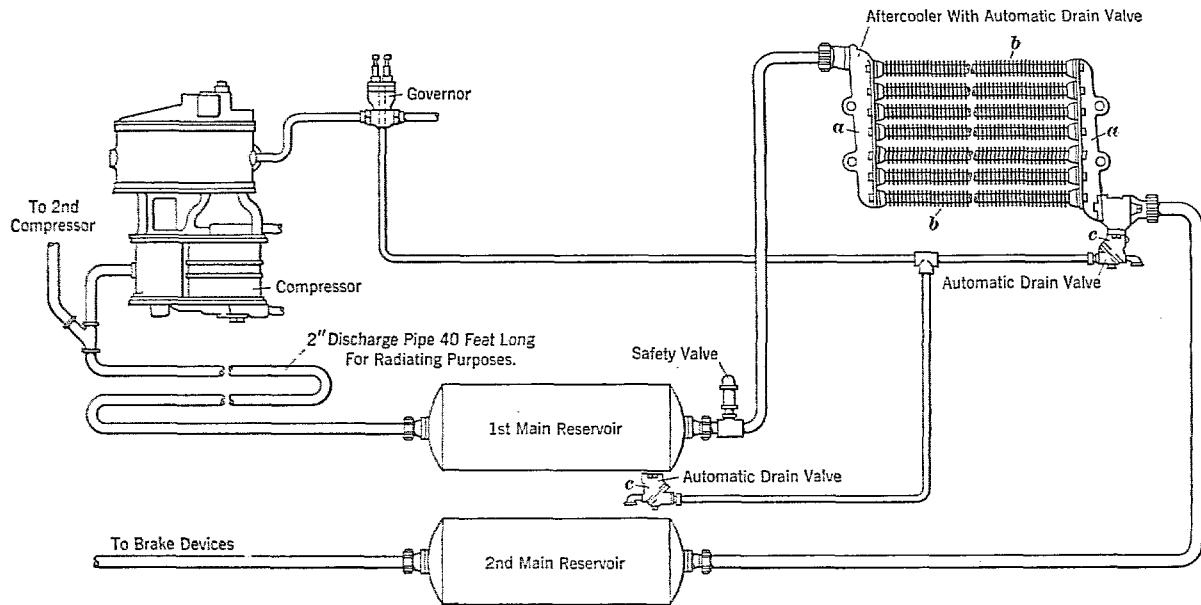 Aftercooler With Automatic Drain Valve
b
Governor
a
a
To 2nd
Compressor
b
c
Automatic Drain Valve
Compressor
2" Discharge Pipe 40 Feet Long
For Radiating Purposes.
Safety Valve
1st Main Reservoir
c
Automatic Drain Valve
To Brake Devices
2nd Main Reservoir